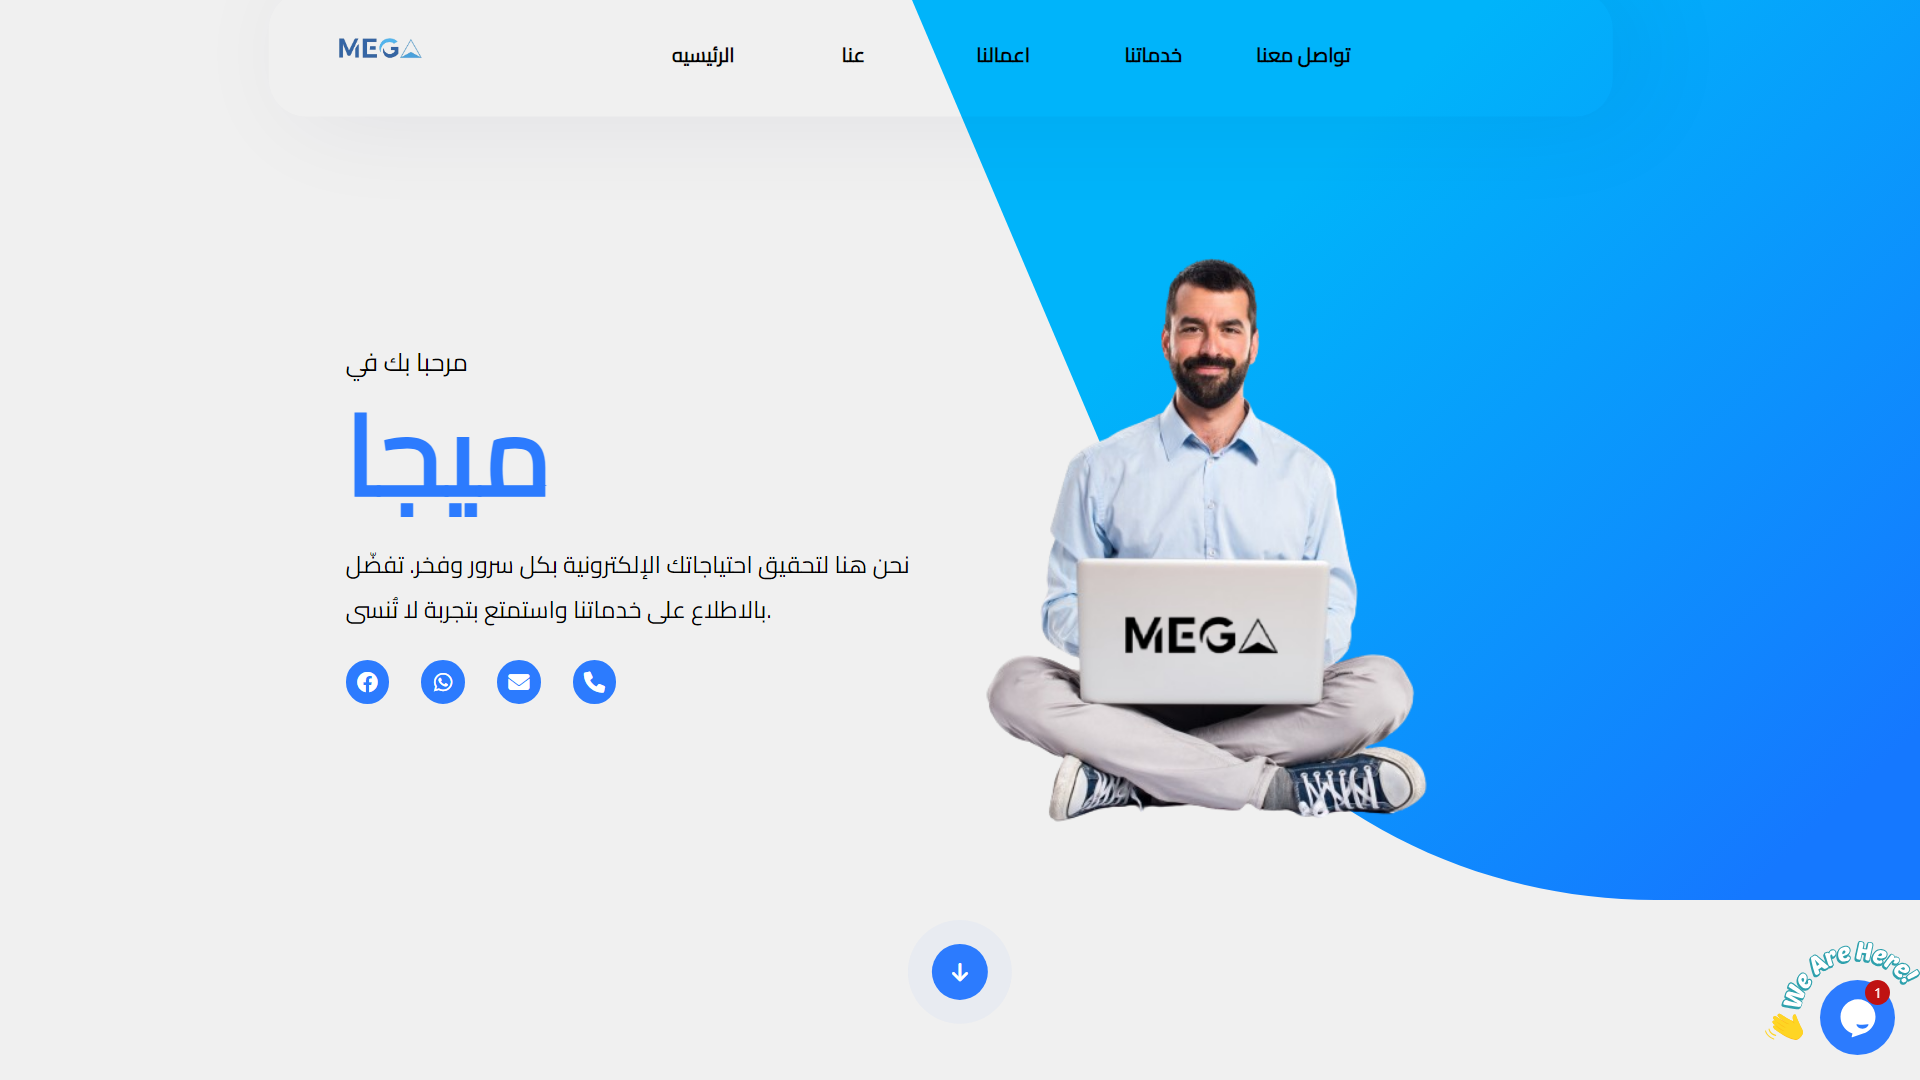 MEGA
الرئيسيه
عنا
اعمالنا
خدماتنا
تواصل معنا
مرحبا بك في
ميجا
نحن هنا لتحقيق احتياجاتك الإلكترونية بكل سرور وفخر. تفضّل
بالاطلاع على خدماتنا واستمتع بتجربة لا تُنسى.
MEGA
We Are Here!
1